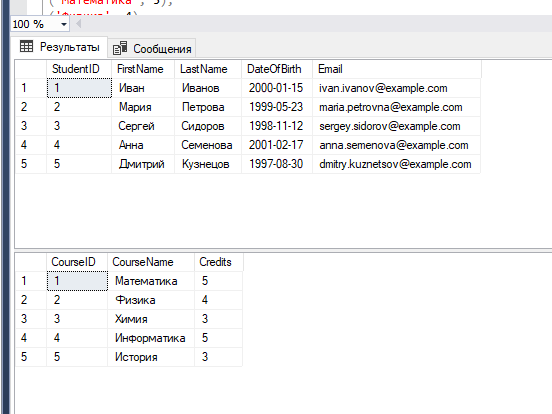 ("Математика", 5),
100 %
Результаты Сообщения
StudentID FirstName LastName DateOfBirth Email
1 1 Иван Иванов 2000-01-15 ivan.ivanov@example.com
2 2 Мария Петрова 1999-05-23 maria.petrovna@example.com
3 3 Сергей Сидоров 1998-11-12 sergey.sidorov@example.com
4 4 Анна Семенова 2001-02-17 anna.semenova@example.com
5 5 Дмитрий Кузнецов 1997-08-30 dmitry.kuznetsov@example.com
CourseID CourseName Credits
1 1 Математика 5
2 2 Физика 4
3 3 Химия 3
4 4 Информатика 5
5 5 История 3